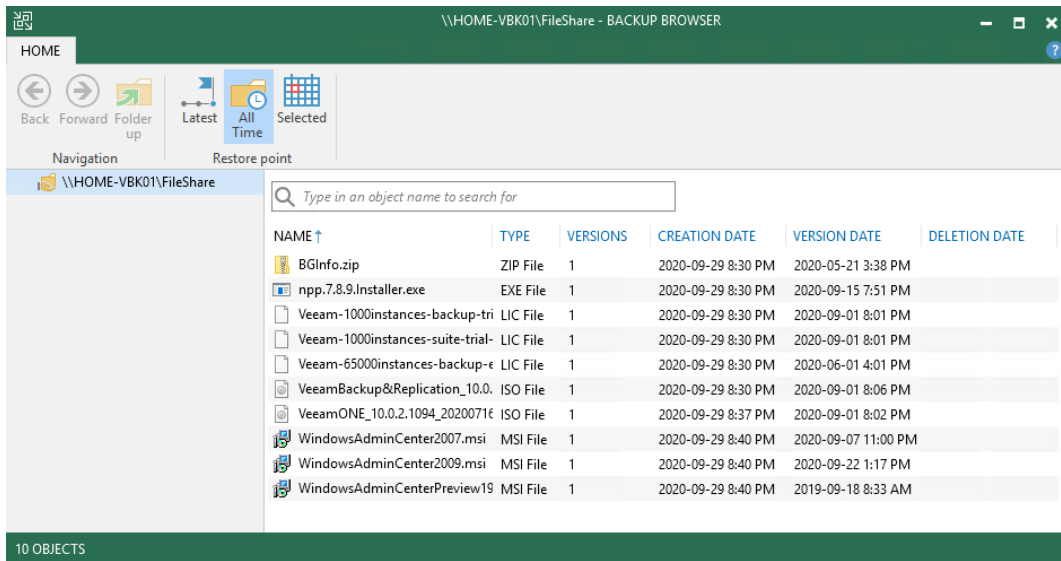 \\HOME-VBK01\FileShare - BACKUP BROWSER
HOME
Back Forward Folder up
Latest All Time Selected
Navigation Restore point
\\HOME-VBK01\FileShare
Type in an object name to search for
NAME TYPE VERSIONS CREATION DATE VERSION DATE DELETION DATE
BGInfo.zip ZIP File 1 2020-09-29 8:30 PM 2020-05-21 3:38 PM
npp.7.8.9.Installer.exe EXE File 1 2020-09-29 8:30 PM 2020-09-15 7:51 PM
Veeam-1000instances-backup-tri LIC File 1 2020-09-29 8:30 PM 2020-09-01 8:01 PM
Veeam-1000instances-suite-trial- LIC File 1 2020-09-29 8:30 PM 2020-09-01 8:01 PM
Veeam-65000instances-backup-e LIC File 1 2020-09-29 8:30 PM 2020-06-01 4:01 PM
VeeamBackup&Replication_10.0. ISO File 1 2020-09-29 8:30 PM 2020-09-01 8:06 PM
VeeamONE_10.0.2.1094_20200716 ISO File 1 2020-09-29 8:37 PM 2020-09-01 8:02 PM
WindowsAdminCenter2007.msi MSI File 1 2020-09-29 8:40 PM 2020-09-07 11:00 PM
WindowsAdminCenter2009.msi MSI File 1 2020-09-29 8:40 PM 2020-09-22 1:17 PM
WindowsAdminCenterPreview19 MSI File 1 2020-09-29 8:40 PM 2019-09-18 8:33 AM
10 OBJECTS